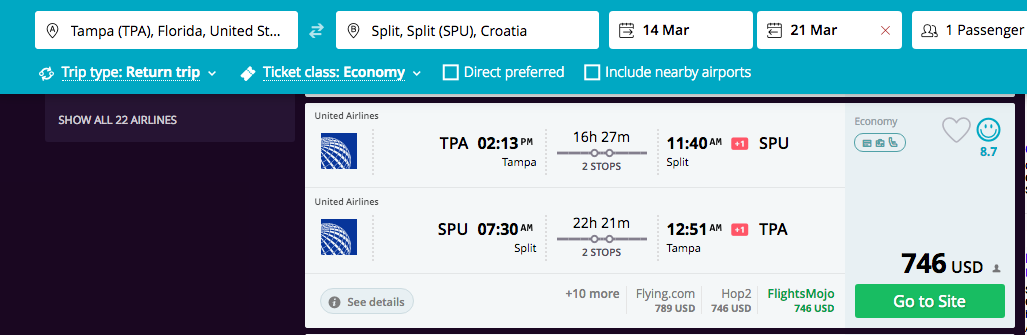 Tampa (TPA), Florida, United St...
Split, Split (SPU), Croatia
14 Mar
21 Mar
1 Passenger
Trip type: Return trip
Ticket class: Economy
Direct preferred
Include nearby airports
SHOW ALL 22 AIRLINES
United Airlines
TPA 02:13 PM
Tampa
16h 27m
2 STOPS
11:40 AM +1 SPU
Split
Economy
8.7
United Airlines
SPU 07:30 AM
Split
22h 21m
2 STOPS
12:51 AM +1 TPA
Tampa
746 USD
See details
+10 more
Flying.com
789 USD
Hop2
746 USD
FlightsMojo
746 USD
Go to Site